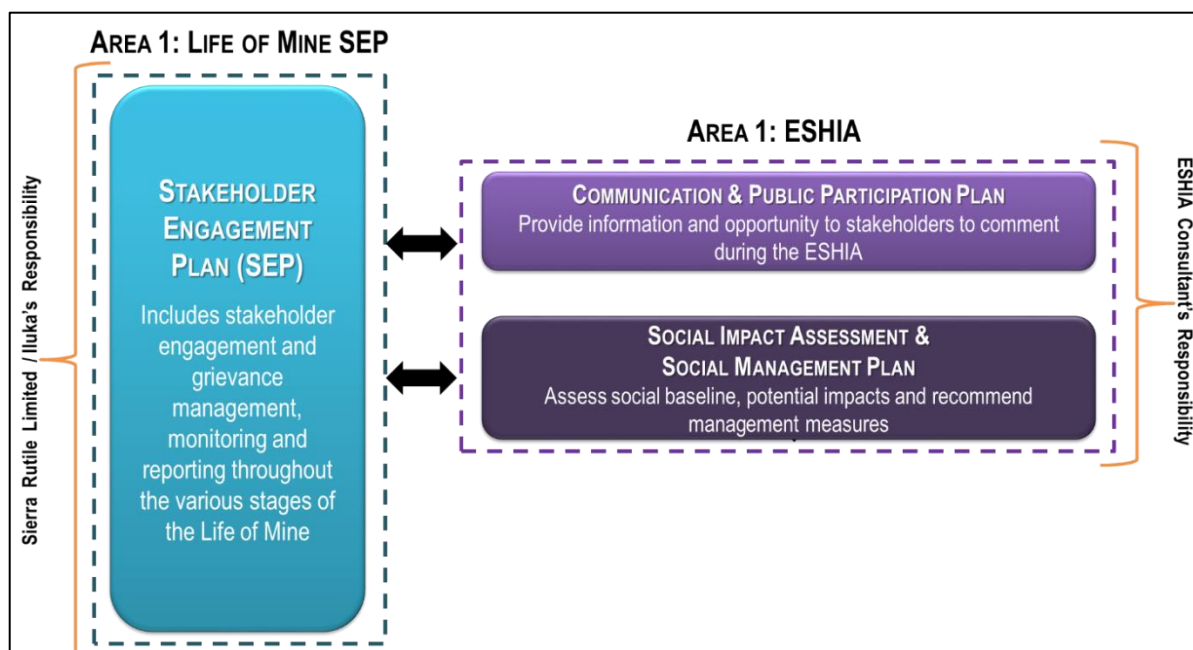 AREA 1: LIFE OF MINE SEP
Sierra Rutile Limited /Iluka's Responsibility
STAKEHOLDER
ENGAGEMENT
PLAN (SEP)
Includes stakeholder
engagement and
grievance
management,
monitoring and
reporting throughout
the various stages of
the Life of Mine
AREA 1: ESHIA
COMMUNICATION & PUBLIC PARTICIPATION PLAN
Provide information and opportunity to stakeholders to comment
during the ESHIA
SOCIAL IMPACT ASSESSMENT &
SOCIAL MANAGEMENT PLAN
Assess social baseline, potential impacts and recommend
management measures
ESHIA Consultant's Responsibility